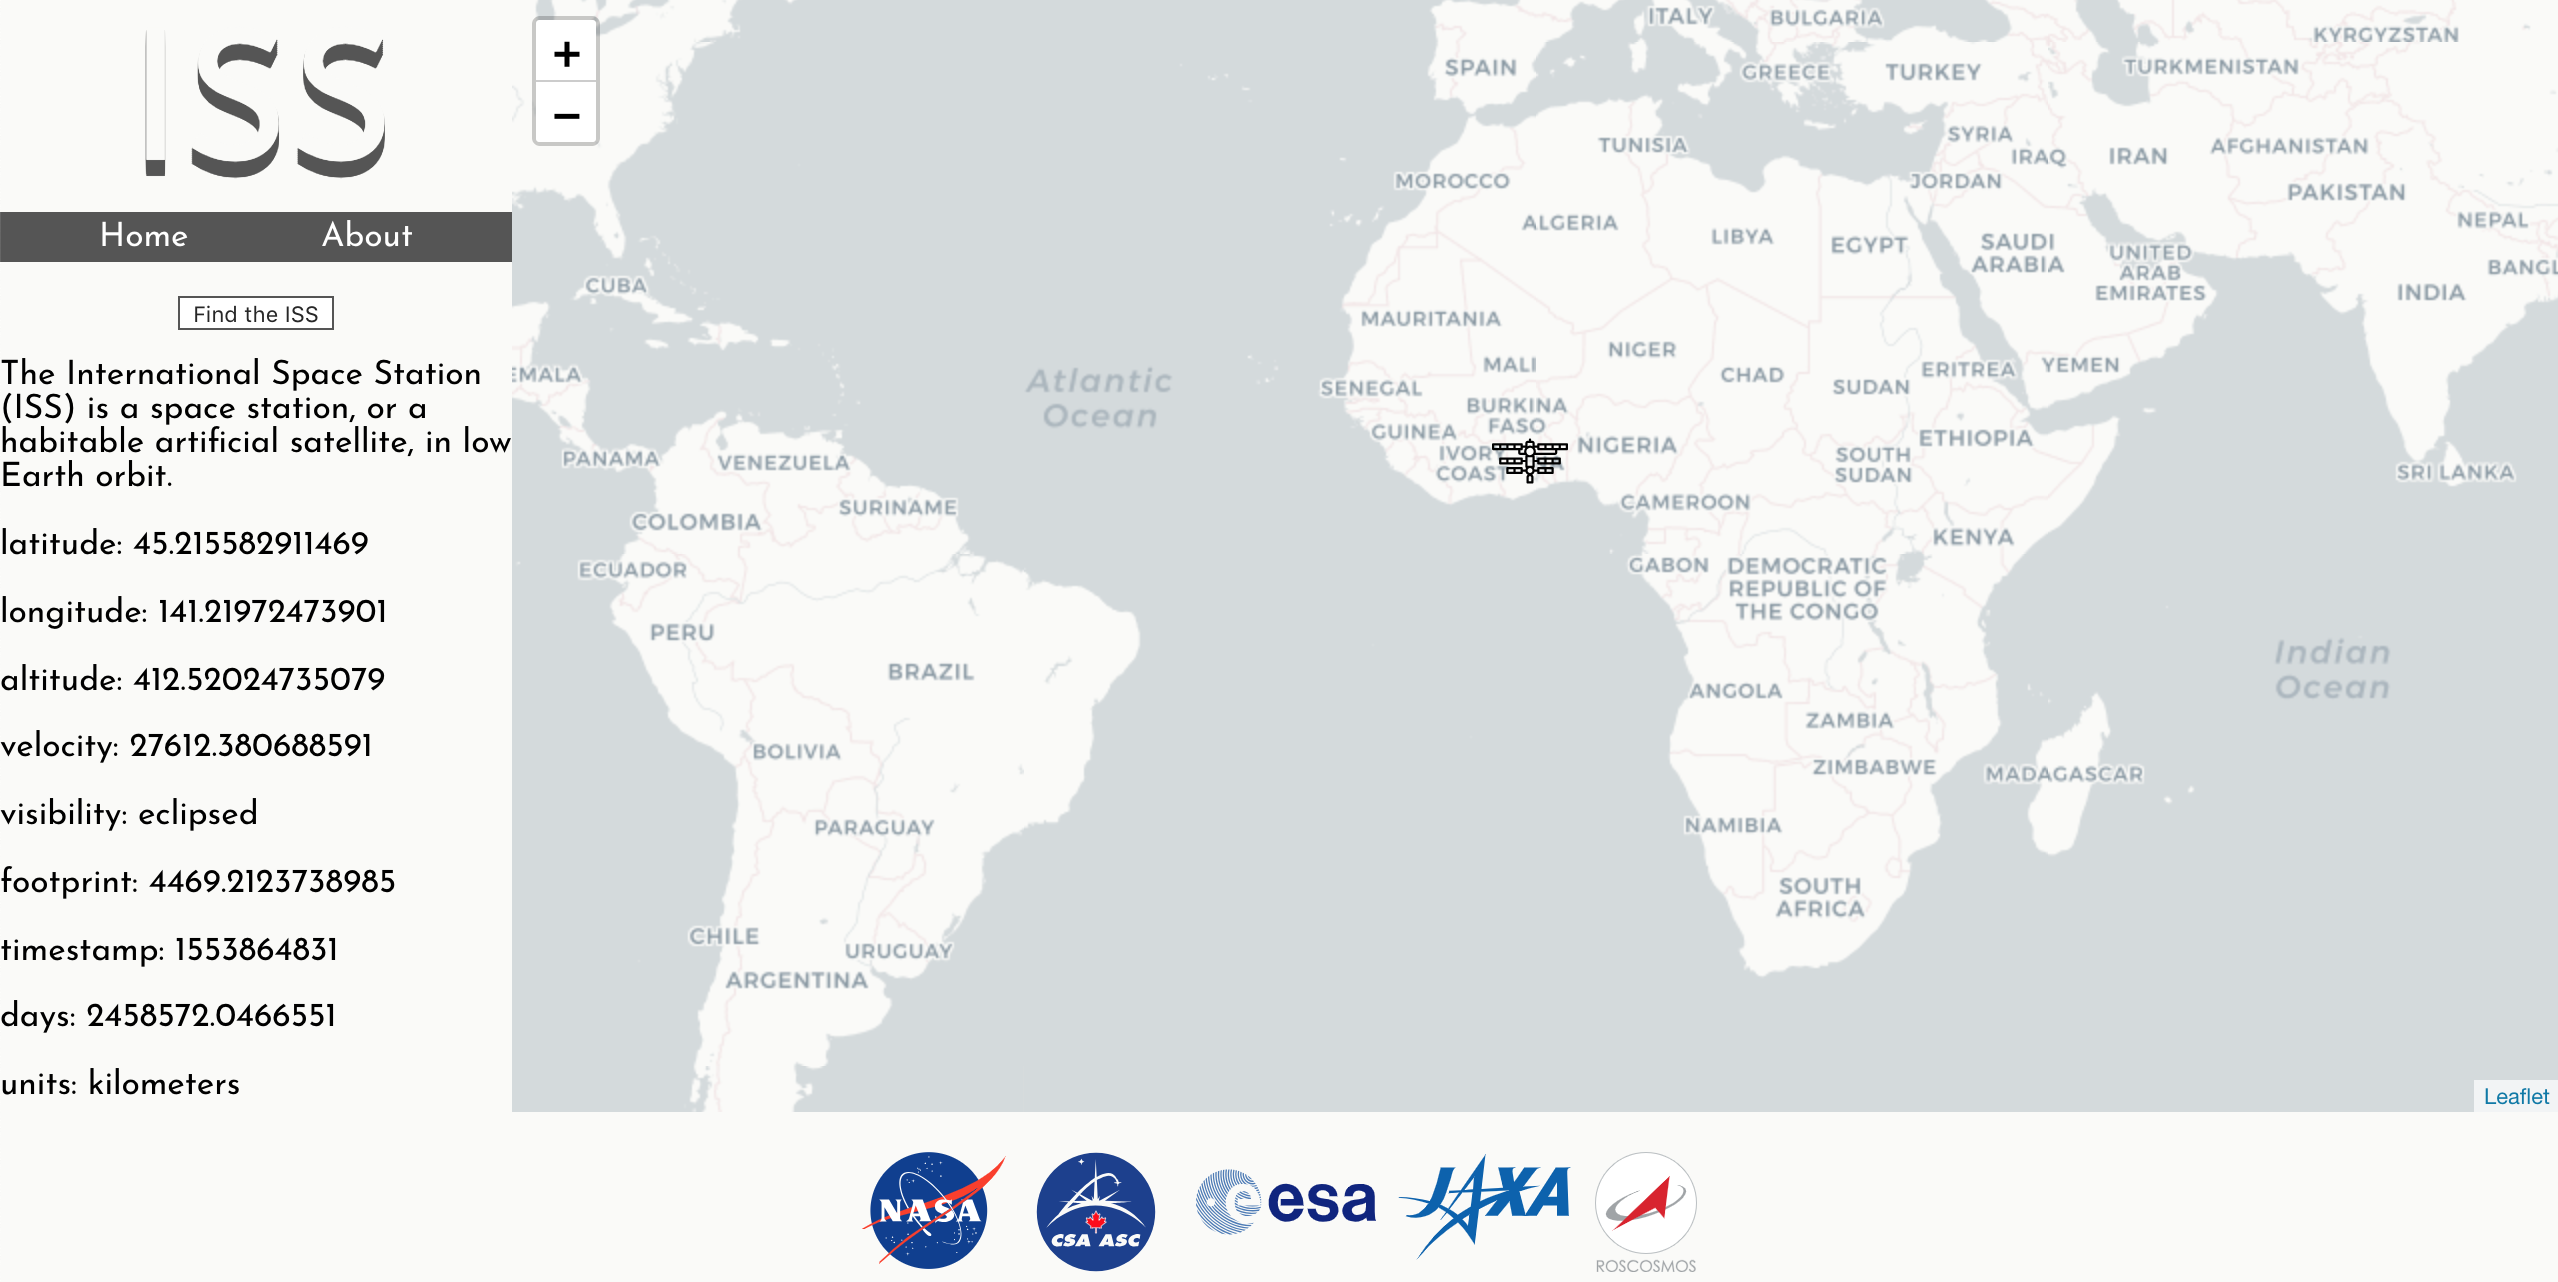 ISS
Home
About
Find the ISS
The International Space Station
(ISS) is a space station, or a
habitable artificial satellite, in low
Earth orbit.
latitude: 45.215582911469
longitude: 141.21972473901
altitude: 412.52024735079
velocity: 27612.380688591
visibility: eclipsed
footprint: 4469.2123738985
timestamp: 1553864831
days: 2458572.0466551
units: kilometers
+
−
ITALY
BULGARIA
KYRGYZSTAN
SPAIN
GREECE
TURKEY
TURKMENISTAN
TUNISIA
SYRIA
IRAQ
IRAN
AFGHANISTAN
MOROCCO
JORDAN
PAKISTAN
ALGERIA
LIBYA
EGYPT
SAUDI
ARABIA
NEPAL
UNITED
ARAB
EMIRATES
BANGL
CUBA
INDIA
MAURITANIA
NIGER
MALI
CHAD
ERITREA
YEMEN
EMALA
SENEGAL
SUDAN
Atlantic
Ocean
BURKINA
FASO
GUINEA
NIGERIA
ETHIOPIA
PANAMA
VENEZUELA
IVORY
COAST
SOUTH
SUDAN
SRI LANKA
SURINAME
CAMEROON
COLOMBIA
KENYA
ECUADOR
GABON
DEMOCRATIC
REPUBLIC OF
THE CONGO
PERU
BRAZIL
Indian
Ocean
ANGOLA
ZAMBIA
BOLIVIA
ZIMBABWE
MADAGASCAR
PARAGUAY
NAMIBIA
SOUTH
AFRICA
CHILE
URUGUAY
ARGENTINA
Leaflet
NASA
CSA ASC
esa
JAXA
ROSCOSMOS